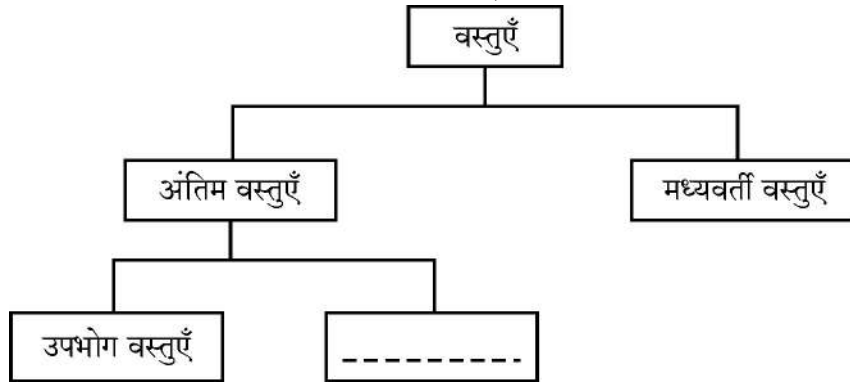 वस्तुएँ
अंतिम वस्तुएँ
मध्यवर्ती वस्तुएँ
उपभोग वस्तुएँ
_ _ _ _ _ _ _ _ _